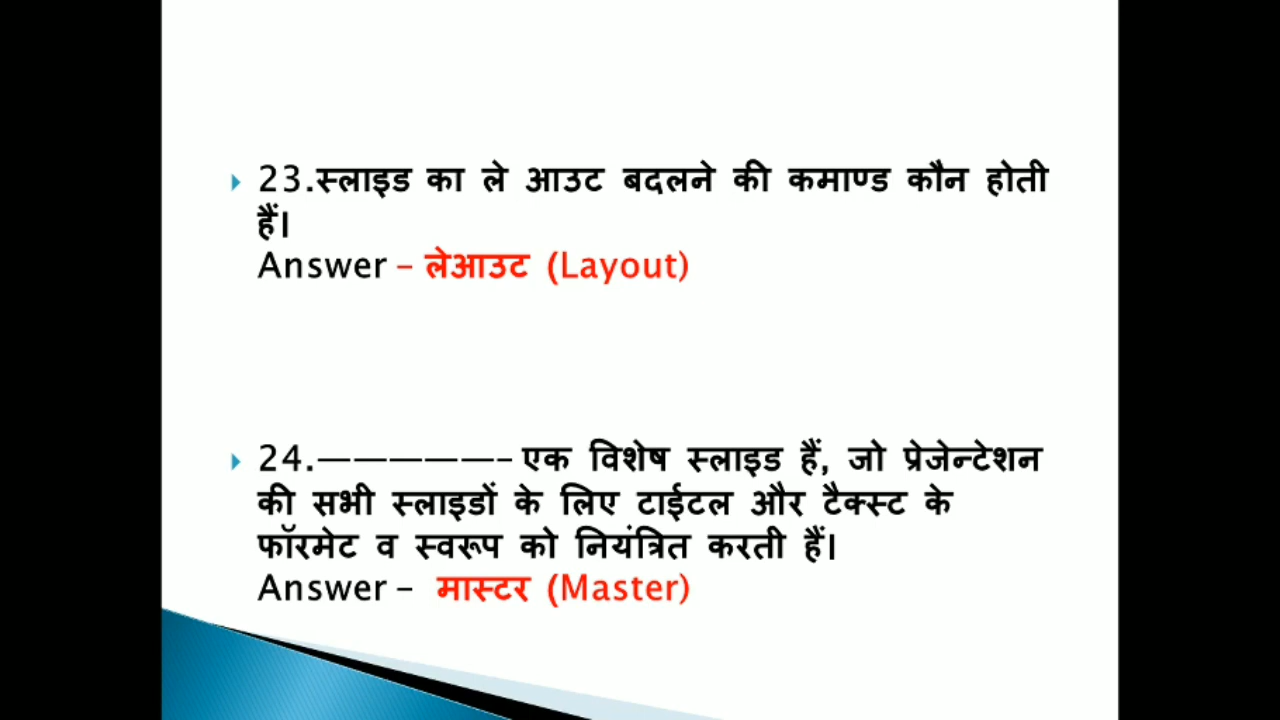 23.स्लाइड का ले आउट बदलने की कमाण्ड कौन होती
हैं।
Answer – लेआउट (Layout)
24.—————– एक विशेष स्लाइड हैं, जो प्रेजेन्टेशन
की सभी स्लाइडों के लिए टाईटल और टैक्स्ट के
फॉरमेट व स्वरूप को नियंत्रित करती हैं।
Answer – मास्टर (Master)